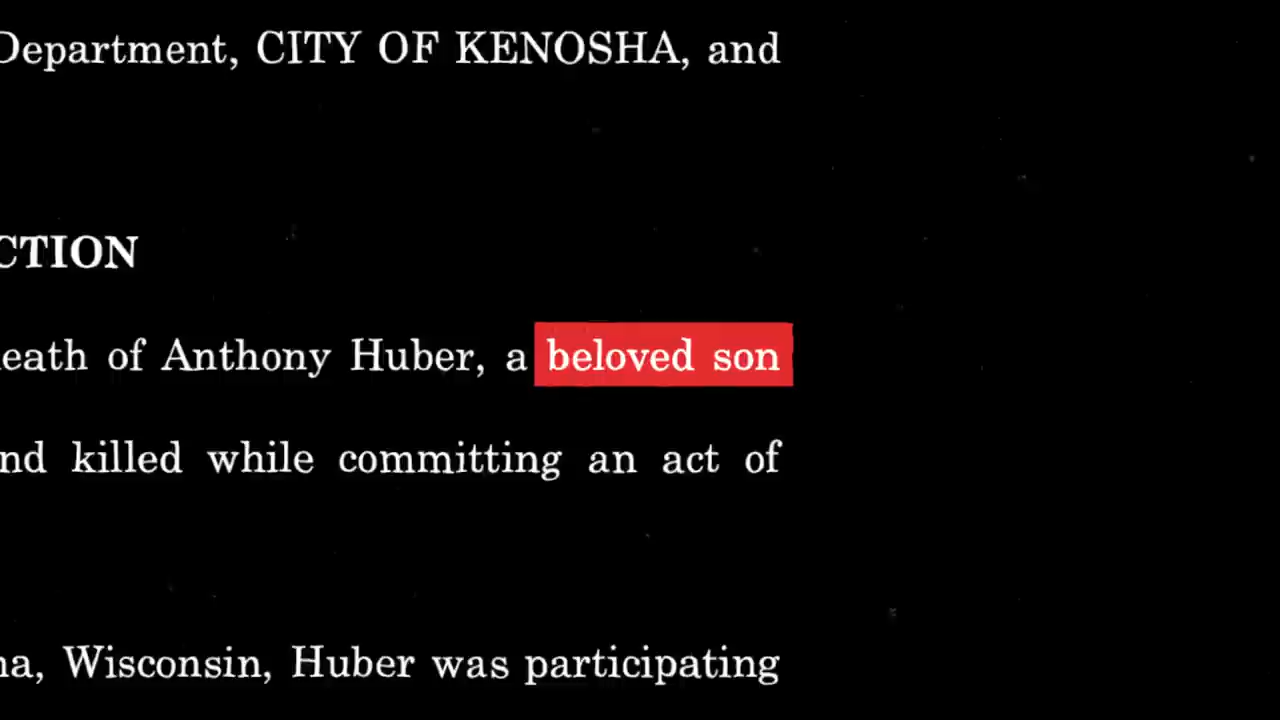 Department, CITY OF KENOSHA, and
CTION
eath of Anthony Huber, a beloved son
nd killed while committing an act of
na, Wisconsin, Huber was participating